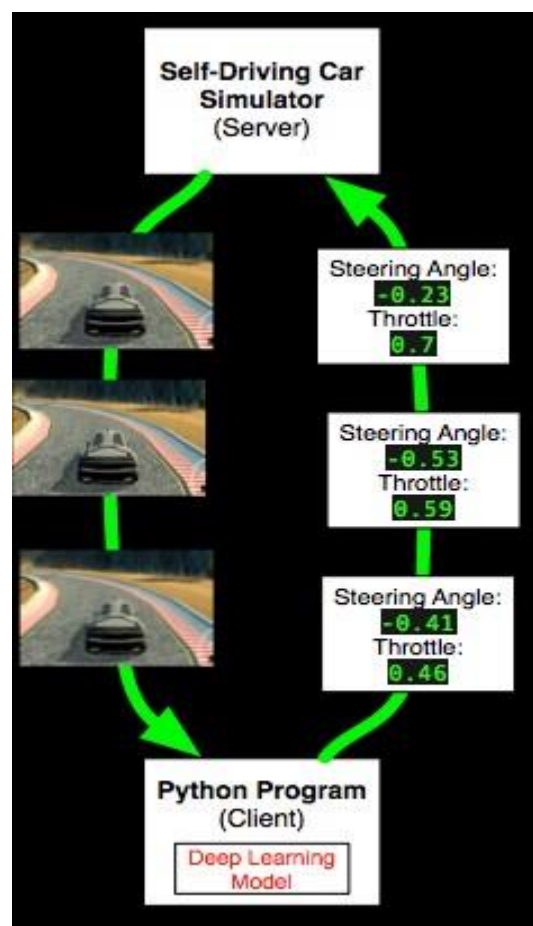 Self-Driving Car
Simulator
(Server)
Steering Angle:
-0.23
Throttle:
0.7
Steering Angle:
-0.53
Throttle:
0.59
Steering Angle:
-0.41
Throttle:
0.46
Python Program
(Client)
Deep Learning
Model